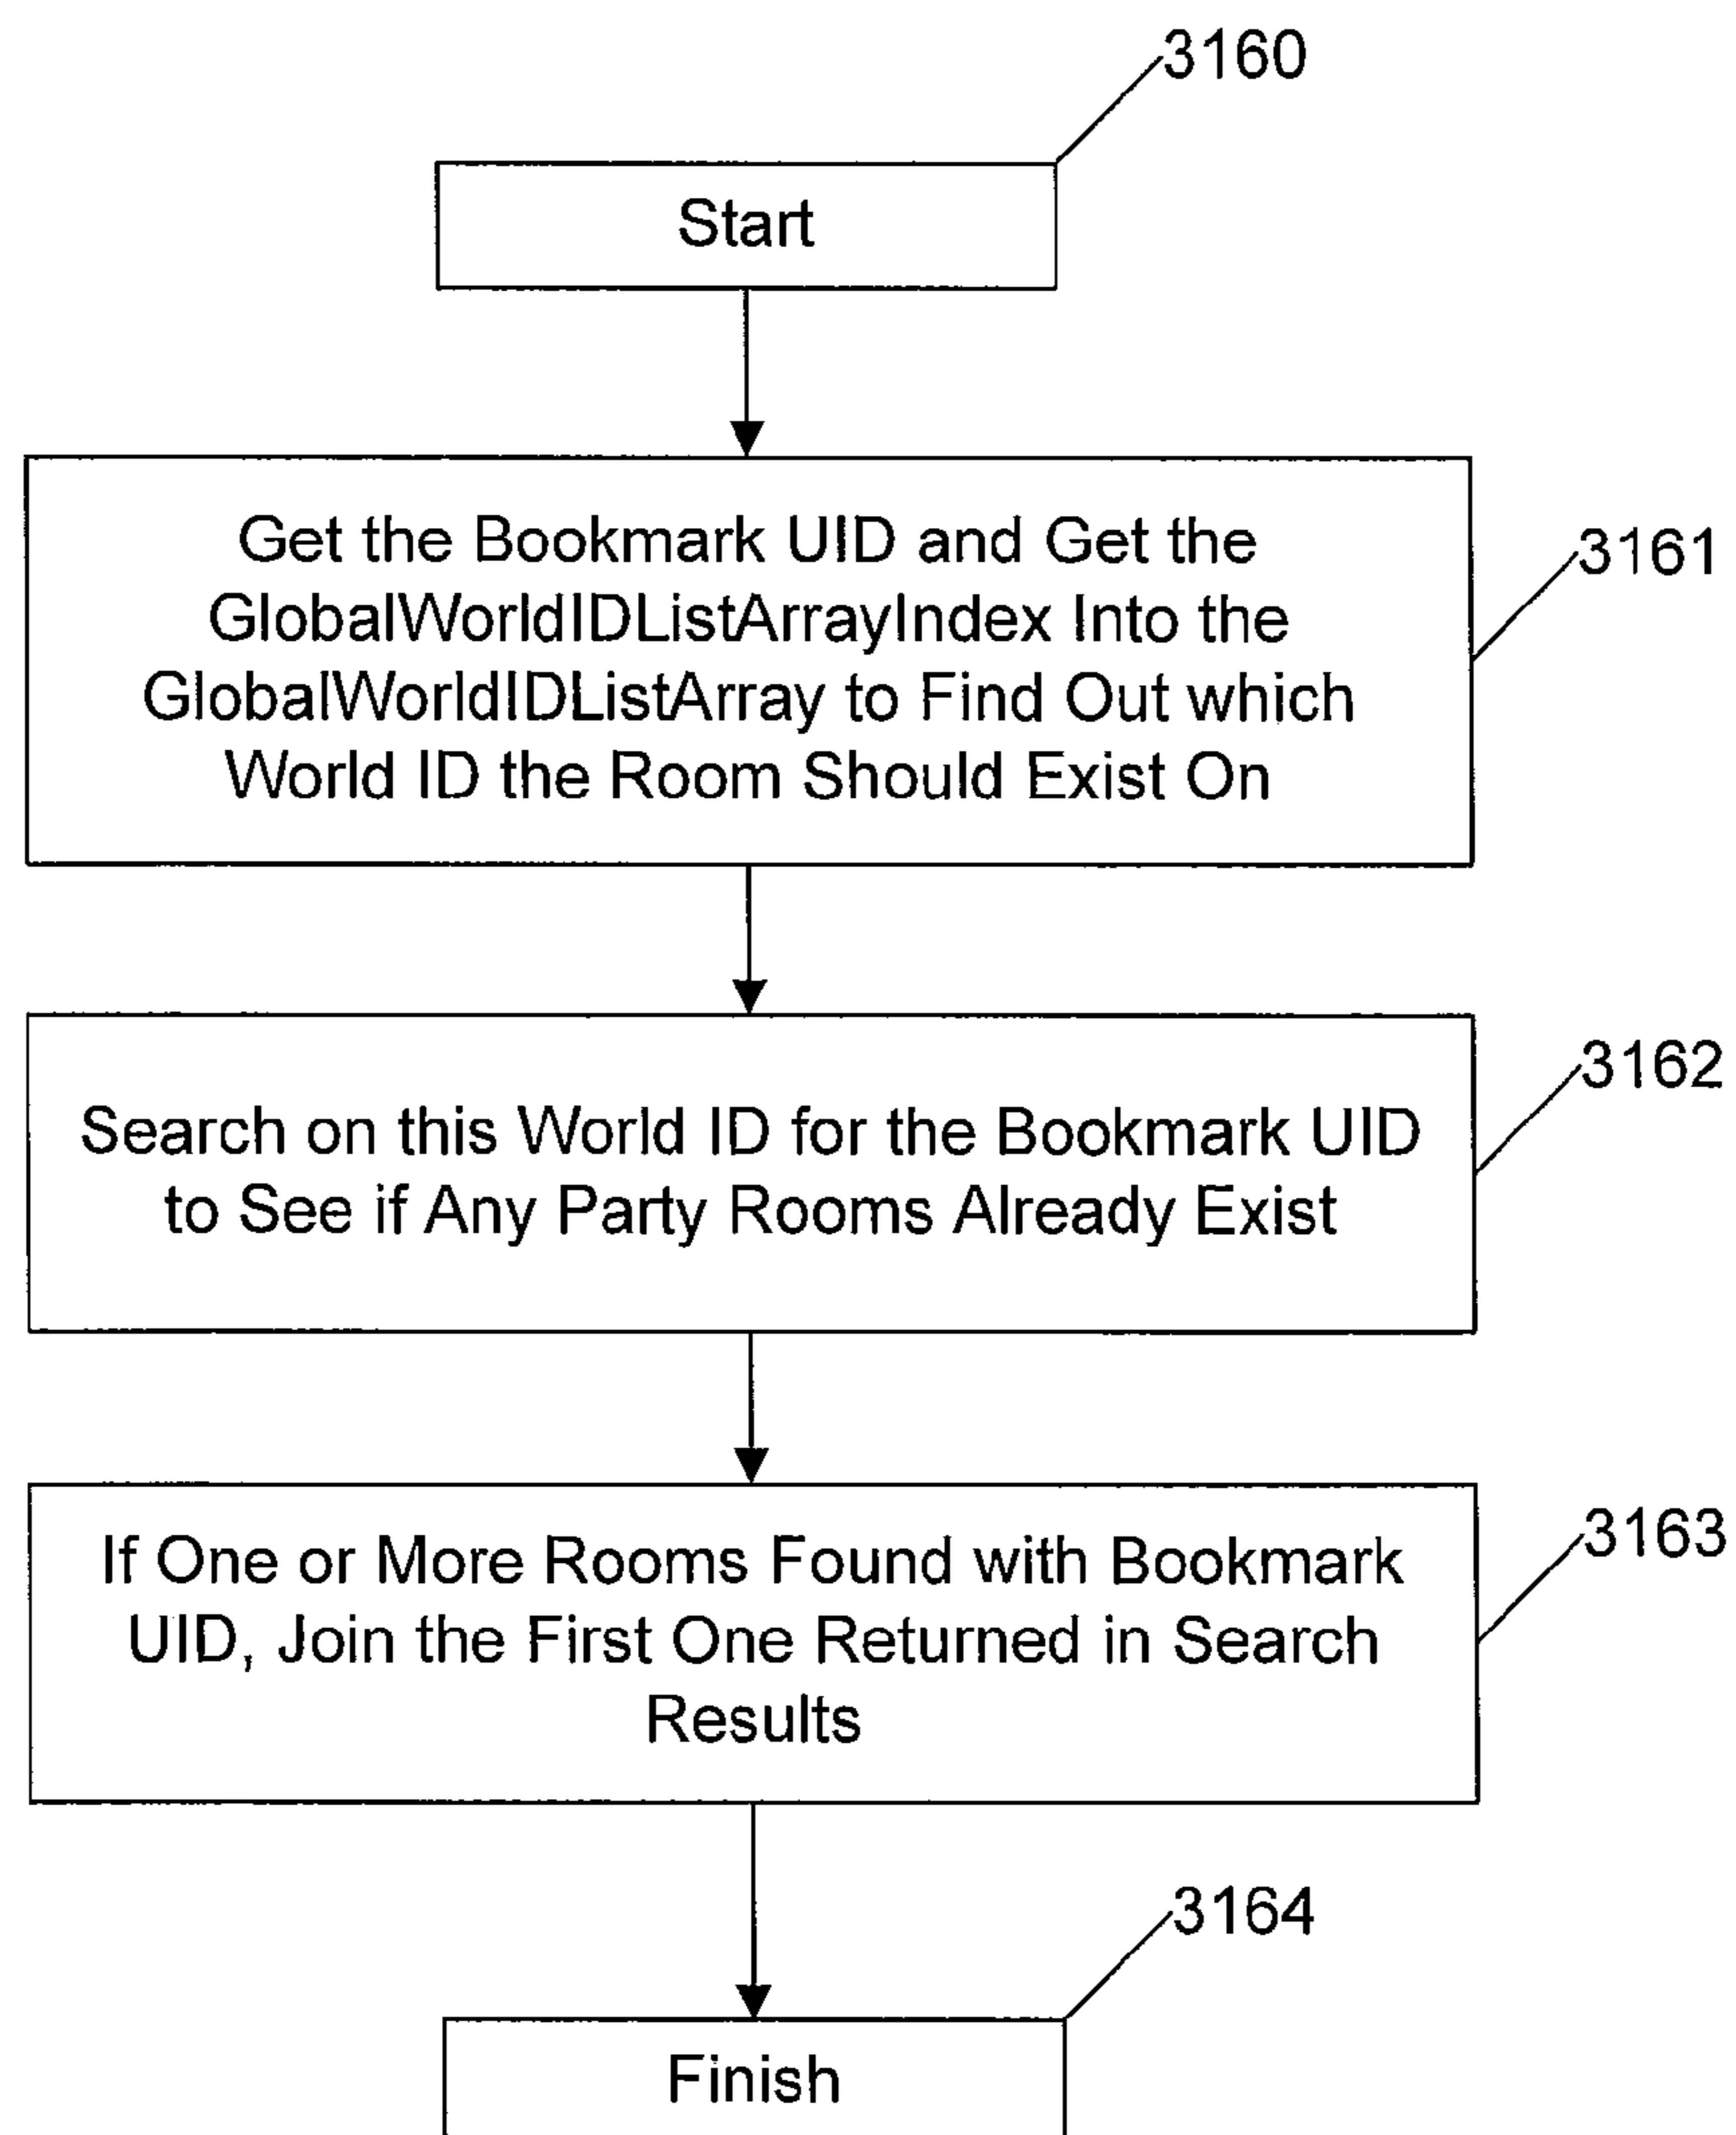 3160
Start
Get the Bookmark UID and Get the
GlobalWorldIDListArrayIndex Into the
GlobalWorldIDListArray to Find Out which
World ID the Room Should Exist On
3161
Search on this World ID for the Bookmark UID
to See if Any Party Rooms Already Exist
3162
If One or More Rooms Found with Bookmark
UID, Join the First One Returned in Search
Results
3163
3164
Finish